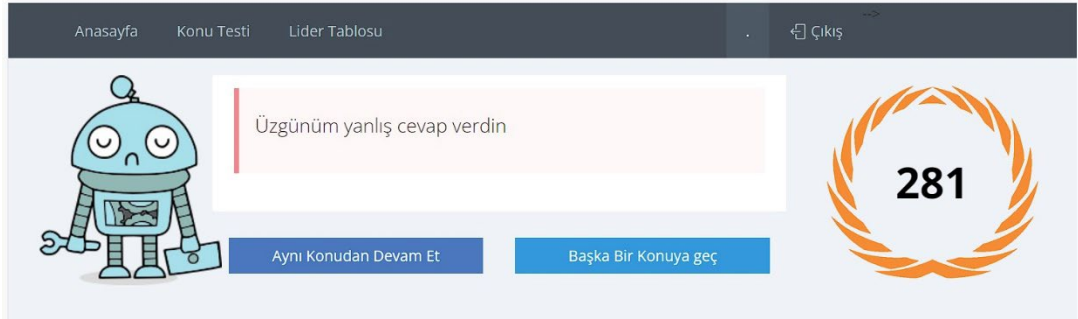 Anasayfa Konu Testi Lider Tablosu . Çıkış -->
Üzgünüm yanlış cevap verdin
281
Aynı Konudan Devam Et Başka Bir Konuya geç